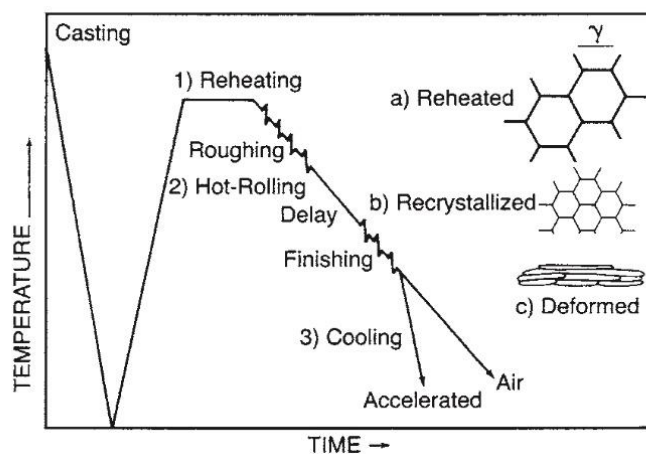 Casting
1) Reheating
Roughing
2) Hot-Rolling
Delay
Finishing
3) Cooling
Accelerated
Air
γ
a) Reheated
b) Recrystallized
c) Deformed
TEMPERATURE
TIME